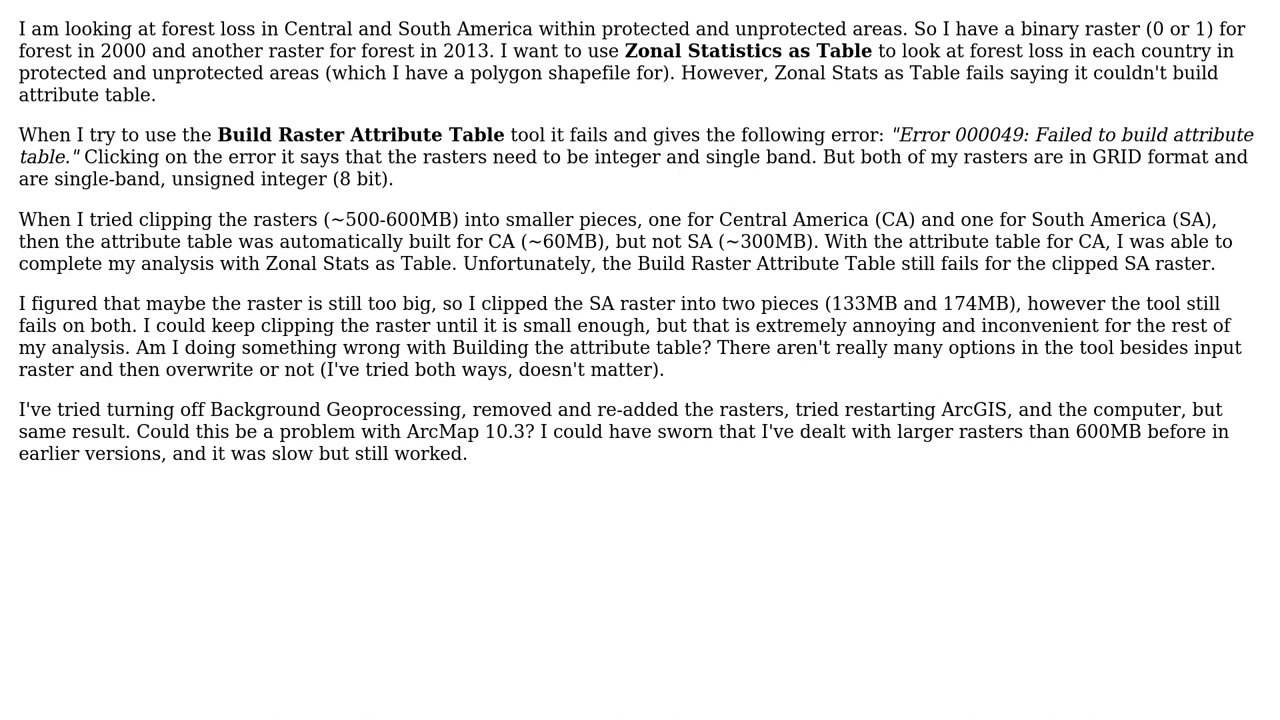 I am looking at forest loss in Central and South America within protected and unprotected areas. So I have a binary raster (0 or 1) for
forest in 2000 and another raster for forest in 2013. I want to use Zonal Statistics as Table to look at forest loss in each country in
protected and unprotected areas (which I have a polygon shapefile for). However, Zonal Stats as Table fails saying it couldn't build
attribute table.
When I try to use the Build Raster Attribute Table tool it fails and gives the following error: "Error 000049: Failed to build attribute
table." Clicking on the error it says that the rasters need to be integer and single band. But both of my rasters are in GRID format and
are single-band, unsigned integer (8 bit).
When I tried clipping the rasters (~500-600MB) into smaller pieces, one for Central America (CA) and one for South America (SA),
then the attribute table was automatically built for CA (~60MB), but not SA (~300MB). With the attribute table for CA, I was able to
complete my analysis with Zonal Stats as Table. Unfortunately, the Build Raster Attribute Table still fails for the clipped SA raster.
I figured that maybe the raster is still too big, so I clipped the SA raster into two pieces (133MB and 174MB), however the tool still
fails on both. I could keep clipping the raster until it is small enough, but that is extremely annoying and inconvenient for the rest of
my analysis. Am I doing something wrong with Building the attribute table? There aren't really many options in the tool besides input
raster and then overwrite or not (I've tried both ways, doesn't matter).
I've tried turning off Background Geoprocessing, removed and re-added the rasters, tried restarting ArcGIS, and the computer, but
same result. Could this be a problem with ArcMap 10.3? I could have sworn that I've dealt with larger rasters than 600MB before in
earlier versions, and it was slow but still worked.